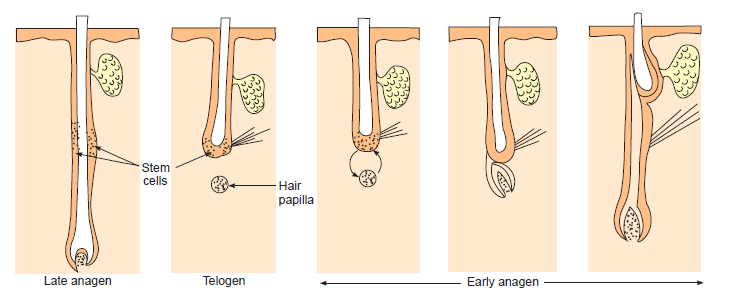 Stem
cells
Hair
papilla
Late anagen
Telogen
Early anagen